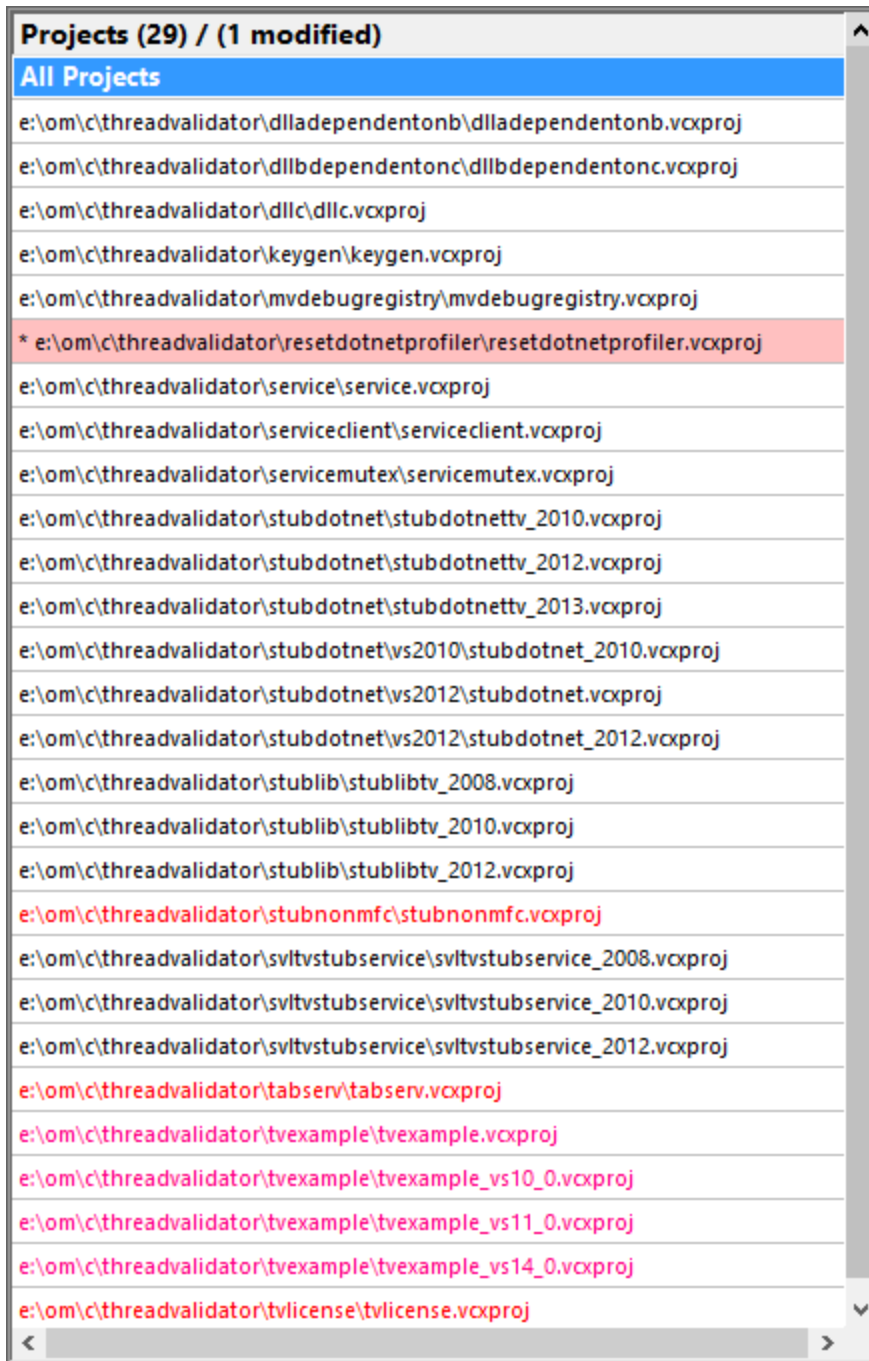 Projects (29) / (1 modified)
All Projects
e:\om\c\threadvalidator\dlladependentonb\dlladependentonb.vcxproj
e:\om\c\threadvalidator\dllbdependentonc\dllbdependentonc.vcxproj
e:\om\c\threadvalidator\dllc\dllc.vcxproj
e:\om\c\threadvalidator\keygen\keygen.vcxproj
e:\om\c\threadvalidator\mvdebugregistry\mvdebugregistry.vcxproj
* e:\om\c\threadvalidator\resetdotnetprofiler\resetdotnetprofiler.vcxproj
e:\om\c\threadvalidator\service\service.vcxproj
e:\om\c\threadvalidator\serviceclient\serviceclient.vcxproj
e:\om\c\threadvalidator\servicemutex\servicemutex.vcxproj
e:\om\c\threadvalidator\stubdotnet\stubdotnettv_2010.vcxproj
e:\om\c\threadvalidator\stubdotnet\stubdotnettv_2012.vcxproj
e:\om\c\threadvalidator\stubdotnet\stubdotnettv_2013.vcxproj
e:\om\c\threadvalidator\stubdotnet\vs2010\stubdotnet_2010.vcxproj
e:\om\c\threadvalidator\stubdotnet\vs2012\stubdotnet.vcxproj
e:\om\c\threadvalidator\stubdotnet\vs2012\stubdotnet_2012.vcxproj
e:\om\c\threadvalidator\stublib\stublibtv_2008.vcxproj
e:\om\c\threadvalidator\stublib\stublibtv_2010.vcxproj
e:\om\c\threadvalidator\stublib\stublibtv_2012.vcxproj
e:\om\c\threadvalidator\stubnonmfc\stubnonmfc.vcxproj
e:\om\c\threadvalidator\svltvstubservice\svltvstubservice_2008.vcxproj
e:\om\c\threadvalidator\svltvstubservice\svltvstubservice_2010.vcxproj
e:\om\c\threadvalidator\svltvstubservice\svltvstubservice_2012.vcxproj
e:\om\c\threadvalidator\tabserv\tabserv.vcxproj
e:\om\c\threadvalidator\tvexample\tvexample.vcxproj
e:\om\c\threadvalidator\tvexample\tvexample_vs10_0.vcxproj
e:\om\c\threadvalidator\tvexample\tvexample_vs11_0.vcxproj
e:\om\c\threadvalidator\tvexample\tvexample_vs14_0.vcxproj
e:\om\c\threadvalidator\tvlicense\tvlicense.vcxproj